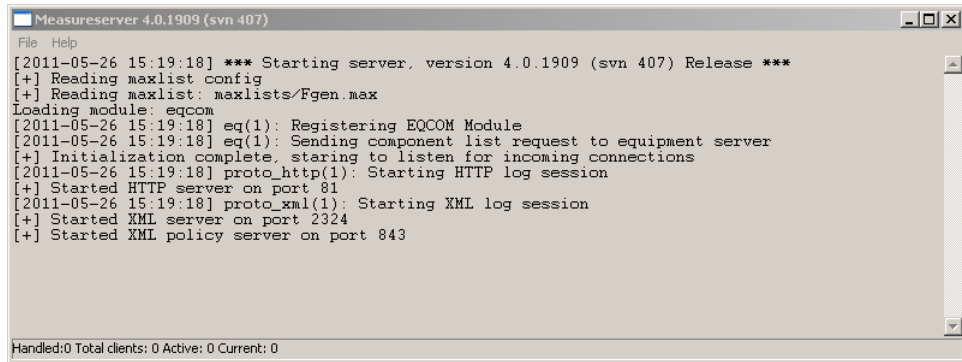 Measureserver 4.0.1909 (svn 407)
File Help
[2011-05-26 15:19:18] *** Starting server, version 4.0.1909 (svn 407) Release ***
[+] Reading maxlist config
[+] Reading maxlist: maxlists/Fgen.max
Loading module: eqcom
[2011-05-26 15:19:18] eq(1): Registering EQCOM Module
[2011-05-26 15:19:18] eq(1): Sending component list request to equipment server
[+] Initialization complete, staring to listen for incoming connections
[2011-05-26 15:19:18] proto_http(1): Starting HTTP log session
[+] Started HTTP server on port 81
[2011-05-26 15:19:18] proto_xml(1): Starting XML log session
[+] Started XML server on port 2324
[+] Started XML policy server on port 843
Handled:0 Total clients: 0 Active: 0 Current: 0